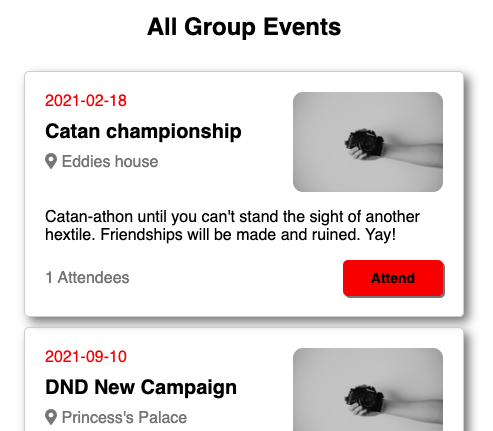 All Group Events
2021-02-18
Catan championship
Eddies house
Catan-athon until you can't stand the sight of another
hextile. Friendships will be made and ruined. Yay!
1 Attendees
Attend
2021-09-10
DND New Campaign
Princess's Palace